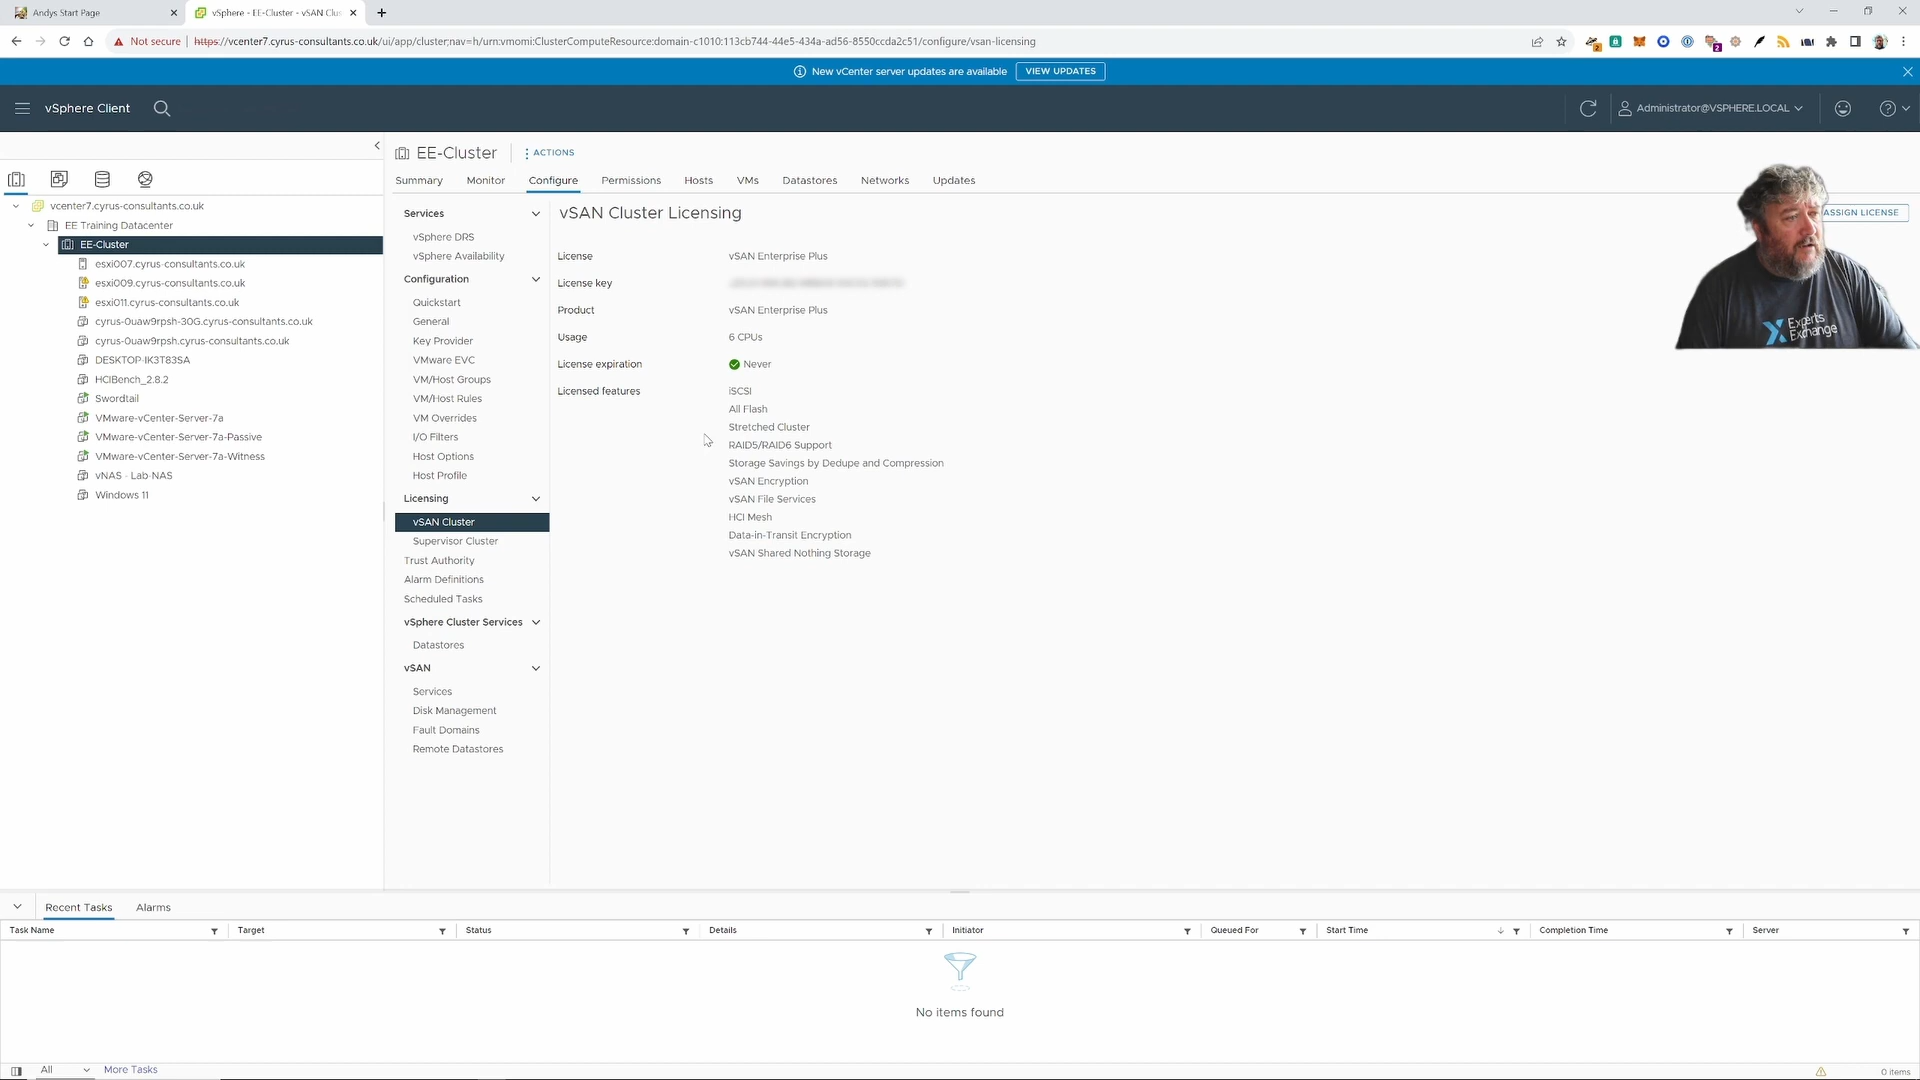 Andys Start Page
vSphere - EE-Cluster - vSAN Clus
Not secure
https://vcenter7.cyrus-consultants.co.uk/ui/app/cluster;nav=h/urn:vmomi:ClusterComputeResource:domain-c1010:113cb744-44e5-434a-ad56-8550ccda2c51/configure/vsan-licensing
New vCenter server updates are available
VIEW UPDATES
vSphere Client
Administrator@VSPHERE.LOCAL
EE-Cluster
ACTIONS
Summary
Monitor
Configure
Permissions
Hosts
VMs
Datastores
Networks
Updates
vcenter7.cyrus-consultants.co.uk
EE Training Datacenter
EE-Cluster
esxi007.cyrus-consultants.co.uk
esxi009.cyrus-consultants.co.uk
esxi011.cyrus-consultants.co.uk
cyrus-0uaw9rpsh-30G.cyrus-consultants.co.uk
cyrus-0uaw9rpsh.cyrus-consultants.co.uk
DESKTOP-IK3T83SA
HCIBench_2.8.2
Swordtail
VMware-vCenter-Server-7a
VMware-vCenter-Server-7a-Passive
VMware-vCenter-Server-7a-Witness
vNAS - Lab-NAS
Windows 11
Services
vSphere DRS
vSphere Availability
Configuration
Quickstart
General
Key Provider
VMware EVC
VM/Host Groups
VM/Host Rules
VM Overrides
I/O Filters
Host Options
Host Profile
Licensing
vSAN Cluster
Supervisor Cluster
Trust Authority
Alarm Definitions
Scheduled Tasks
vSphere Cluster Services
Datastores
vSAN
Services
Disk Management
Fault Domains
Remote Datastores
vSAN Cluster Licensing
ASSIGN LICENSE
License
vSAN Enterprise Plus
License key
Product
vSAN Enterprise Plus
Usage
6 CPUs
License expiration
Never
Licensed features
iSCSI
All Flash
Stretched Cluster
RAID5/RAID6 Support
Storage Savings by Dedupe and Compression
vSAN Encryption
vSAN File Services
HCI Mesh
Data-in-Transit Encryption
vSAN Shared Nothing Storage
Experts
Exchange
Recent Tasks
Alarms
Task Name
Target
Status
Details
Initiator
Queued For
Start Time
Completion Time
Server
No items found
All
More Tasks
0 items